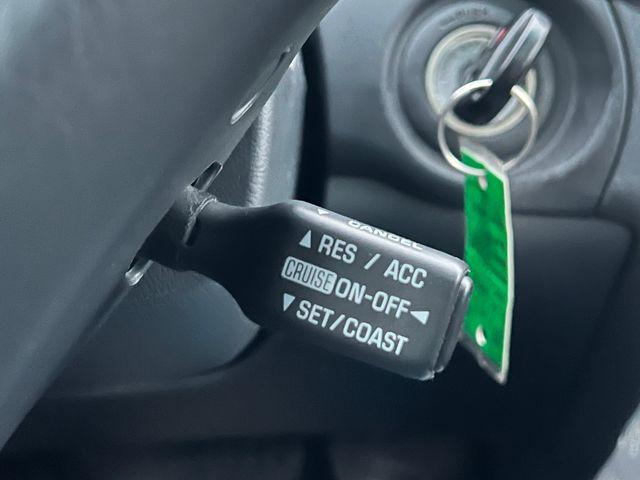 ▼ CANCEL
▲ RES / ACC
CRUISE ON-OFF ◀
▼ SET/COAST